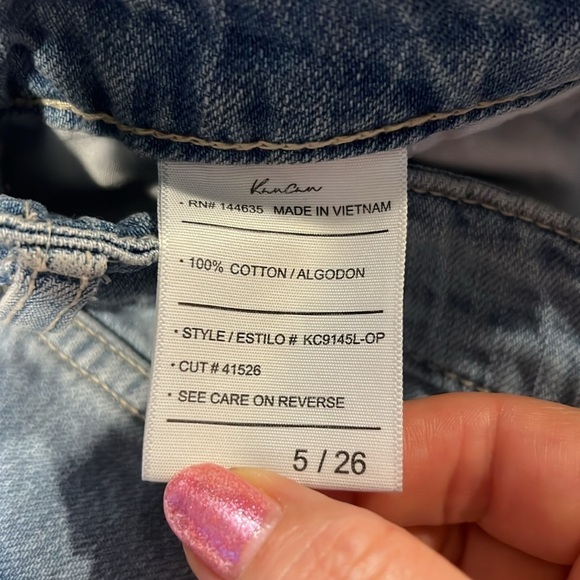 KanCan
· RN# 144635 MADE IN VIETNAM
· 100% COTTON / ALGODON
· STYLE / ESTILO # KC9145L-OP
· CUT # 41526
· SEE CARE ON REVERSE
5 / 26